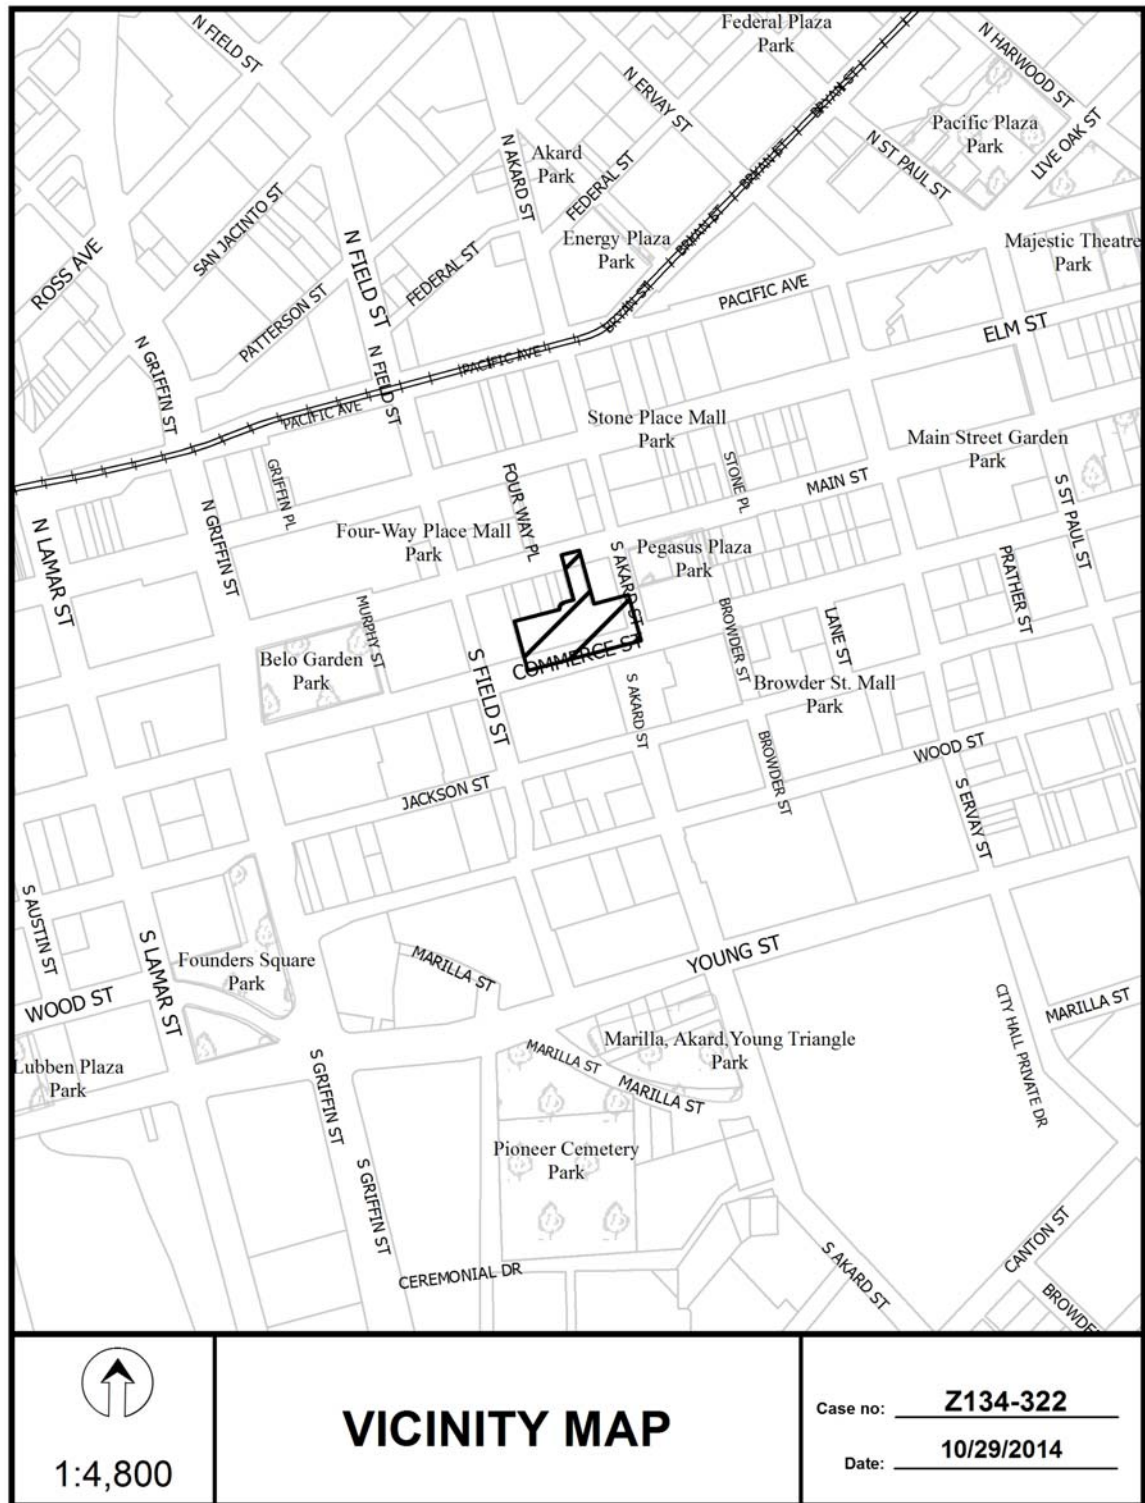 N FIELD ST
Federal Plaza
Park
N HARWOOD ST
N ERVAY ST
BRYAN ST
Pacific Plaza
Park
LIVE OAK ST
N ST PAUL ST
N AKARD ST
Akard
Park
FEDERAL ST
BRYAN ST
SAN JACINTO ST
ROSS AVE
N FIELD ST
FEDERAL ST
Energy Plaza
Park
BRYAN ST
Majestic Theatre
Park
PATTERSON ST
BRYAN ST
PACIFIC AVE
ELM ST
N GRIFFIN ST
N FIELD ST
PACIFIC AVE
PACIFIC AVE
Stone Place Mall
Park
Main Street Garden
Park
GRIFFIN PL
FOUR WAY PL
STONE PL
MAIN ST
S ST PAUL ST
N LAMAR ST
N GRIFFIN ST
Four-Way Place Mall
Park
S AKARD ST
Pegasus Plaza
Park
PRATHER ST
MURPHY ST
BROWDER ST
LANE ST
Belo Garden
Park
S FIELD ST
COMMERCE ST
S AKARD ST
Browder St. Mall
Park
WOOD ST
BROWDER ST
JACKSON ST
S ERVAY ST
S AUSTIN ST
S LAMAR ST
Founders Square
Park
MARILLA ST
YOUNG ST
WOOD ST
CITY HALL PRIVATE DR
MARILLA ST
Lubben Plaza
Park
S GRIFFIN ST
MARILLA ST
Marilla, Akard,Young Triangle
Park
MARILLA ST
Pioneer Cemetery
Park
S GRIFFIN ST
CEREMONIAL DR
S AKARD ST
CANTON ST
BROWDE
1:4,800
VICINITY MAP
Case no: Z134-322
Date: 10/29/2014